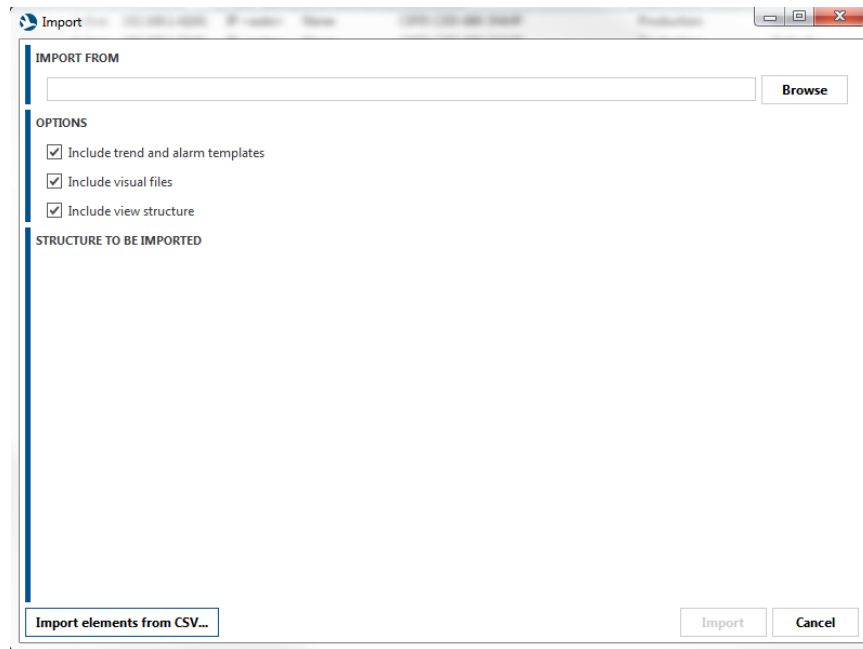 Import
IMPORT FROM
Browse
OPTIONS
Include trend and alarm templates
Include visual files
Include view structure
STRUCTURE TO BE IMPORTED
Import elements from CSV...
Import
Cancel